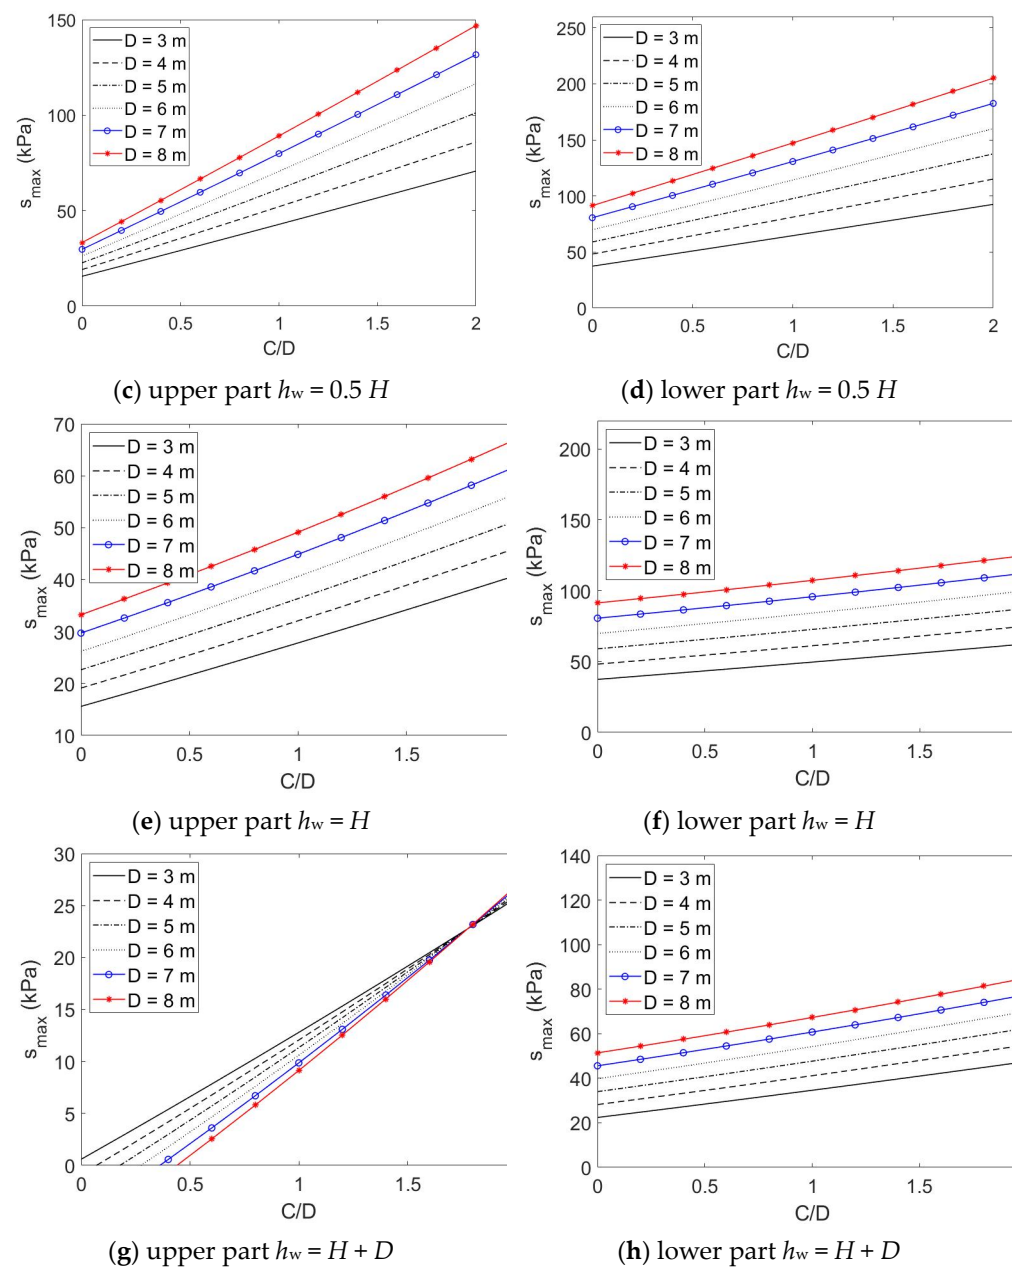 150
100
50
0
s_max (kPa)
D = 3 m
D = 4 m
D = 5 m
D = 6 m
D = 7 m
D = 8 m
0 0.5 1 1.5 2
C/D
(c) upper part h_w = 0.5 H
250
200
150
100
50
0
s_max (kPa)
D = 3 m
D = 4 m
D = 5 m
D = 6 m
D = 7 m
D = 8 m
0 0.5 1 1.5 2
C/D
(d) lower part h_w = 0.5 H
70
60
50
40
30
20
10
s_max (kPa)
D = 3 m
D = 4 m
D = 5 m
D = 6 m
D = 7 m
D = 8 m
0 0.5 1 1.5
C/D
(e) upper part h_w = H
200
150
100
50
0
s_max (kPa)
D = 3 m
D = 4 m
D = 5 m
D = 6 m
D = 7 m
D = 8 m
0 0.5 1 1.5
C/D
(f) lower part h_w = H
30
25
20
15
10
5
0
s_max (kPa)
D = 3 m
D = 4 m
D = 5 m
D = 6 m
D = 7 m
D = 8 m
0 0.5 1 1.5
C/D
(g) upper part h_w = H + D
140
120
100
80
60
40
20
0
s_max (kPa)
D = 3 m
D = 4 m
D = 5 m
D = 6 m
D = 7 m
D = 8 m
0 0.5 1 1.5
C/D
(h) lower part h_w = H + D